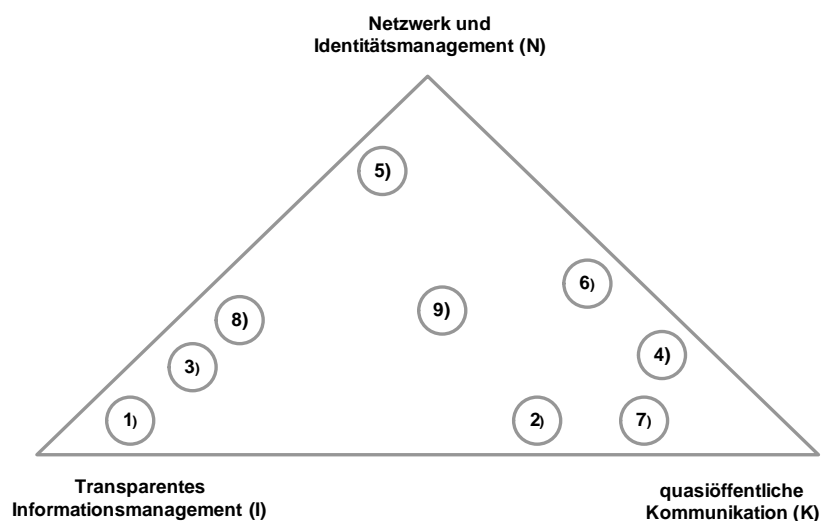 Netzwerk und
Identitätsmanagement (N)
5)
6)
9)
8)
4)
3)
1)
2)
7)
Transparentes
Informationsmanagement (I)
quasiöffentliche
Kommunikation (K)